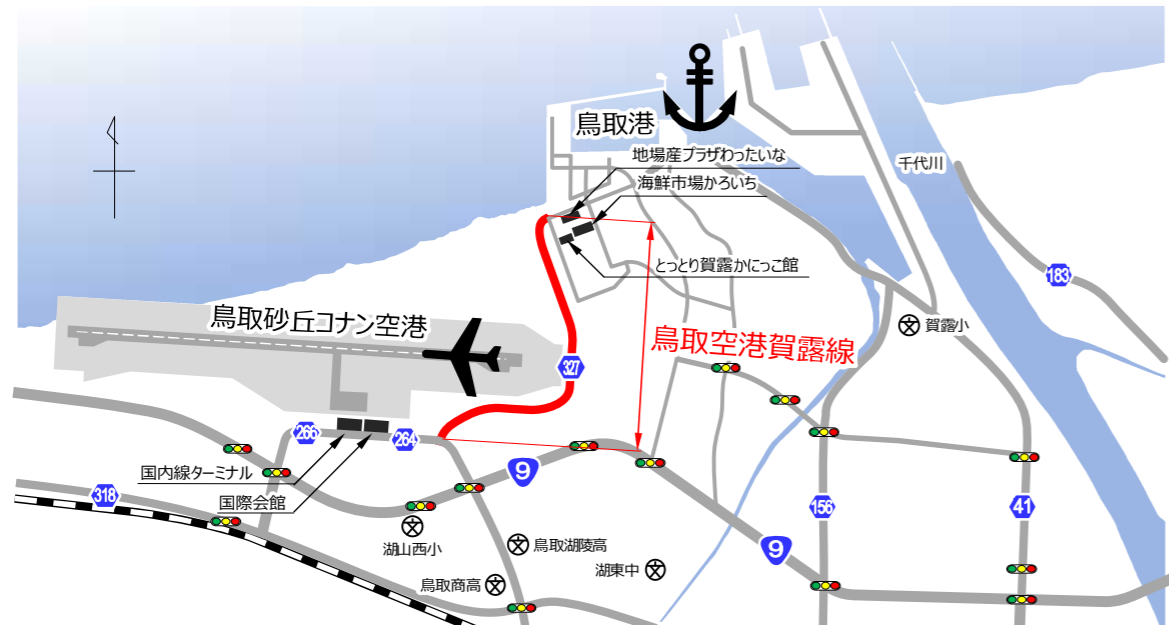 鳥取港
地場産プラザわったいな
海鮮市場かろいち
千代川
とっとり賀露かにっこ館
183
鳥取砂丘コナン空港
賀露小
鳥取空港賀露線
327
266
264
国内線ターミナル
9
318
国際会館
156
41
湖山西小
鳥取湖陵高
9
湖東中
鳥取商高